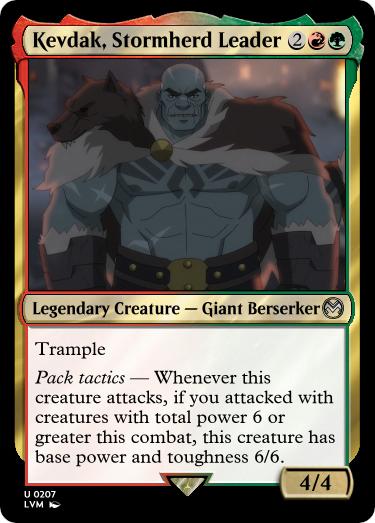 Kevdak, Stormherd Leader 2
Legendary Creature — Giant Berserker
Trample
Pack tactics — Whenever this
creature attacks, if you attacked with
creatures with total power 6 or
greater this combat, this creature has
base power and toughness 6/6.
4/4
U 0207
LVM